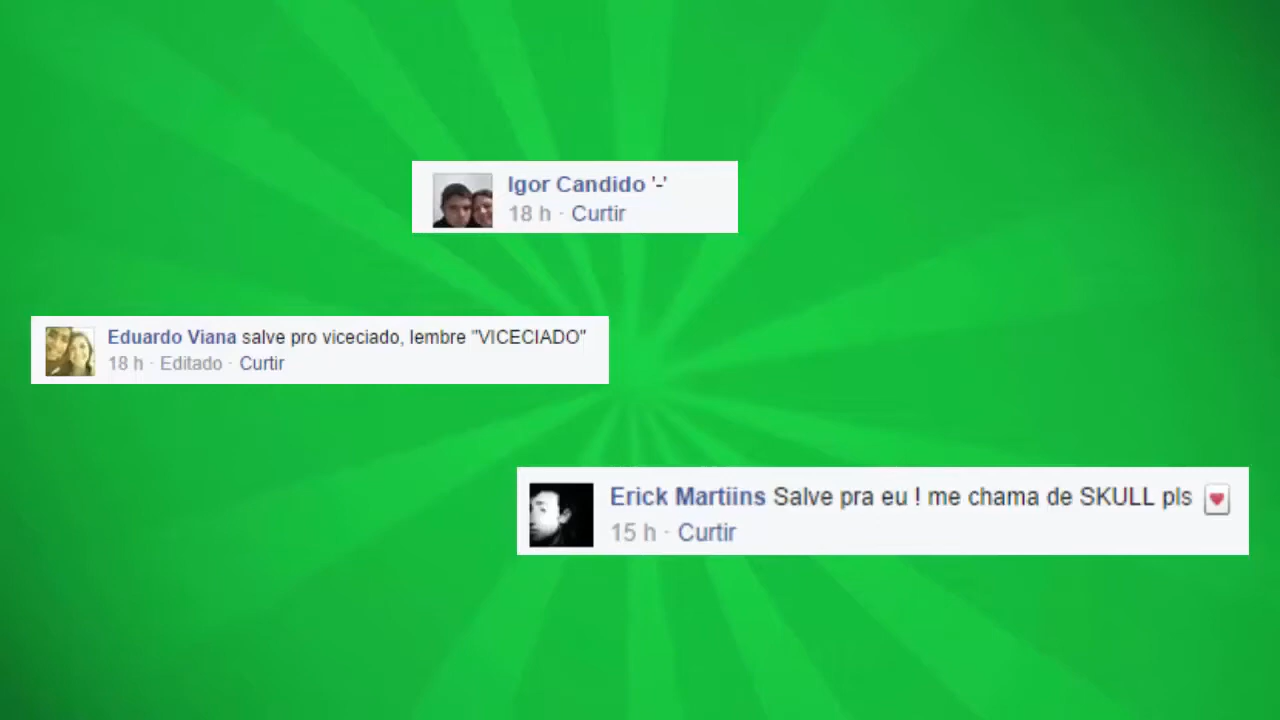 Igor Candido '-'
18 h · Curtir
Eduardo Viana salve pro viceciado, lembre "VICECIADO"
18 h · Editado · Curtir
Erick Martiins Salve pra eu ! me chama de SKULL pls
15 h · Curtir